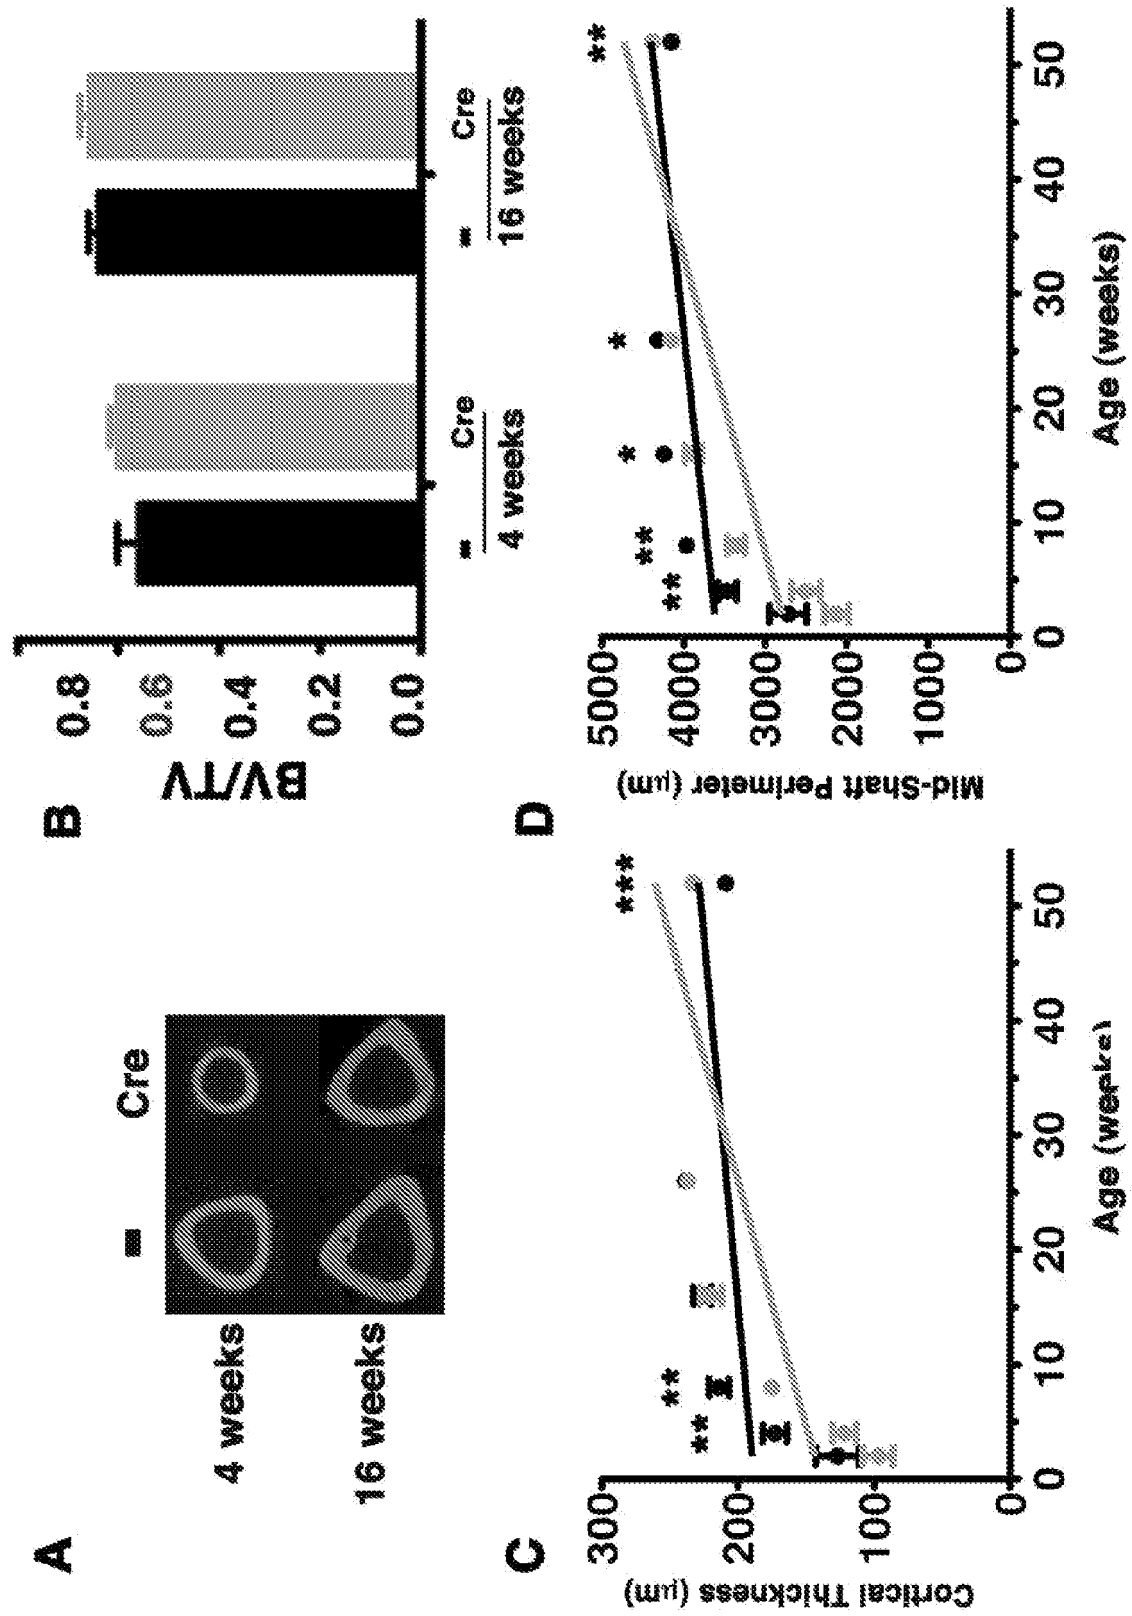 A
– Cre
4 weeks
16 weeks
B
BV/TV
0.8
0.6
0.4
0.2
0.0
– Cre – Cre
4 weeks 16 weeks
C
Cortical Thickness (μm)
300
200
100
0
** ** ***
0 10 20 30 40 50
Age (weeks)
D
Mid-Shaft Perimeter (μm)
5000
4000
3000
2000
1000
0
** ** * * **
0 10 20 30 40 50
Age (weeks)